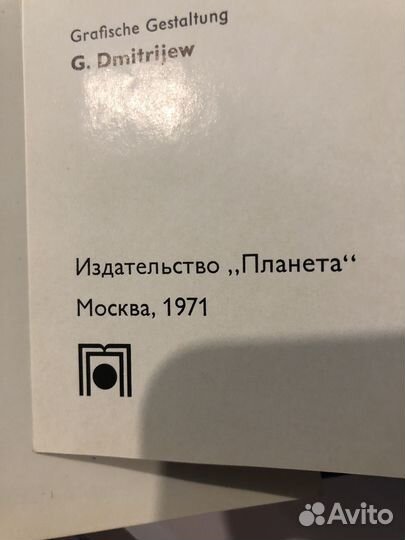 Grafische Gestaltung
G. Dmitrijew
Издательство „Планета“
Москва, 1971
Avito